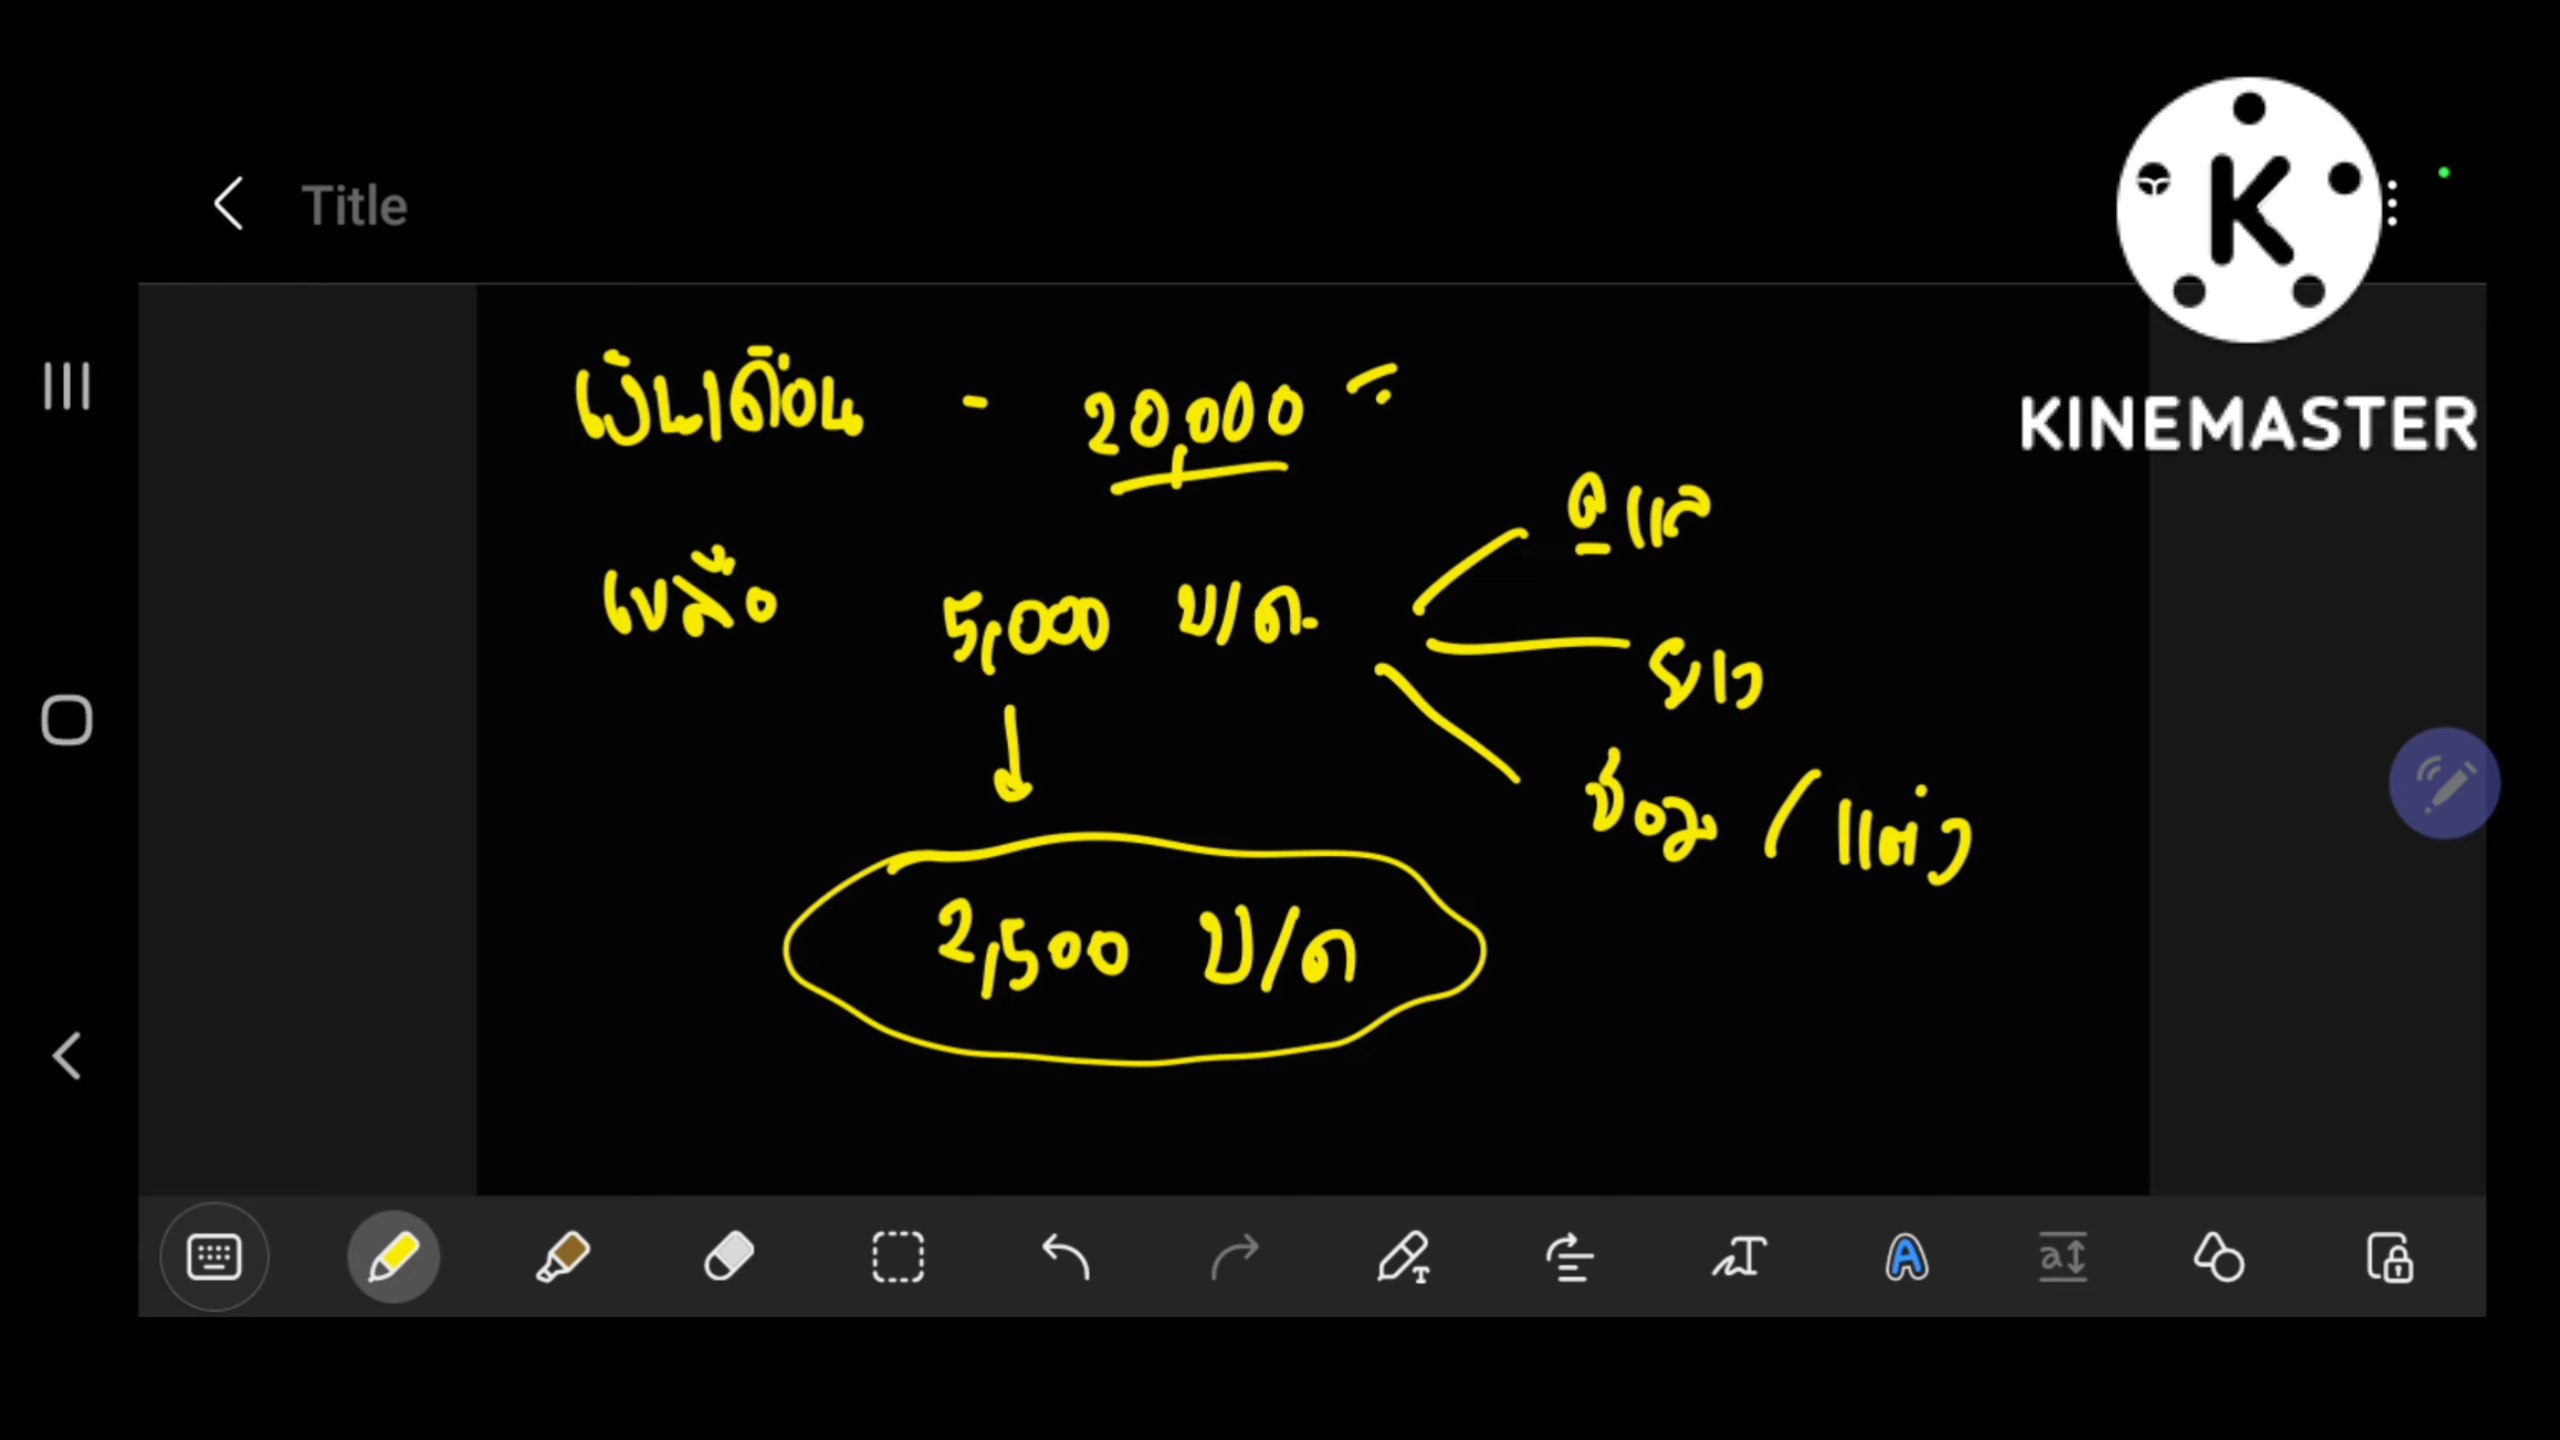 Title
KINEMASTER
เงินเดือน - 20,000
ดูแล
เหลือ 5,000 บ/ด.
ยาง
ซ่อม / แต่ง
2,500 บ/ด